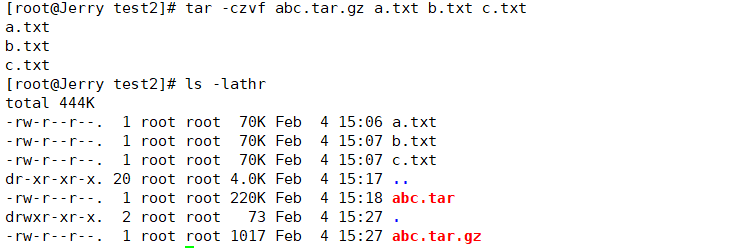 [root@Jerry test2]# tar -czvf abc.tar.gz a.txt b.txt c.txt
a.txt
b.txt
c.txt
[root@Jerry test2]# ls -lathr
total 444K
-rw-r--r--.  1 root root  70K Feb  4 15:06 a.txt
-rw-r--r--.  1 root root  70K Feb  4 15:07 b.txt
-rw-r--r--.  1 root root  70K Feb  4 15:07 c.txt
dr-xr-xr-x. 20 root root 4.0K Feb  4 15:17 ..
-rw-r--r--.  1 root root 220K Feb  4 15:18 abc.tar
drwxr-xr-x.  2 root root   73 Feb  4 15:27 .
-rw-r--r--.  1 root root 1017 Feb  4 15:27 abc.tar.gz